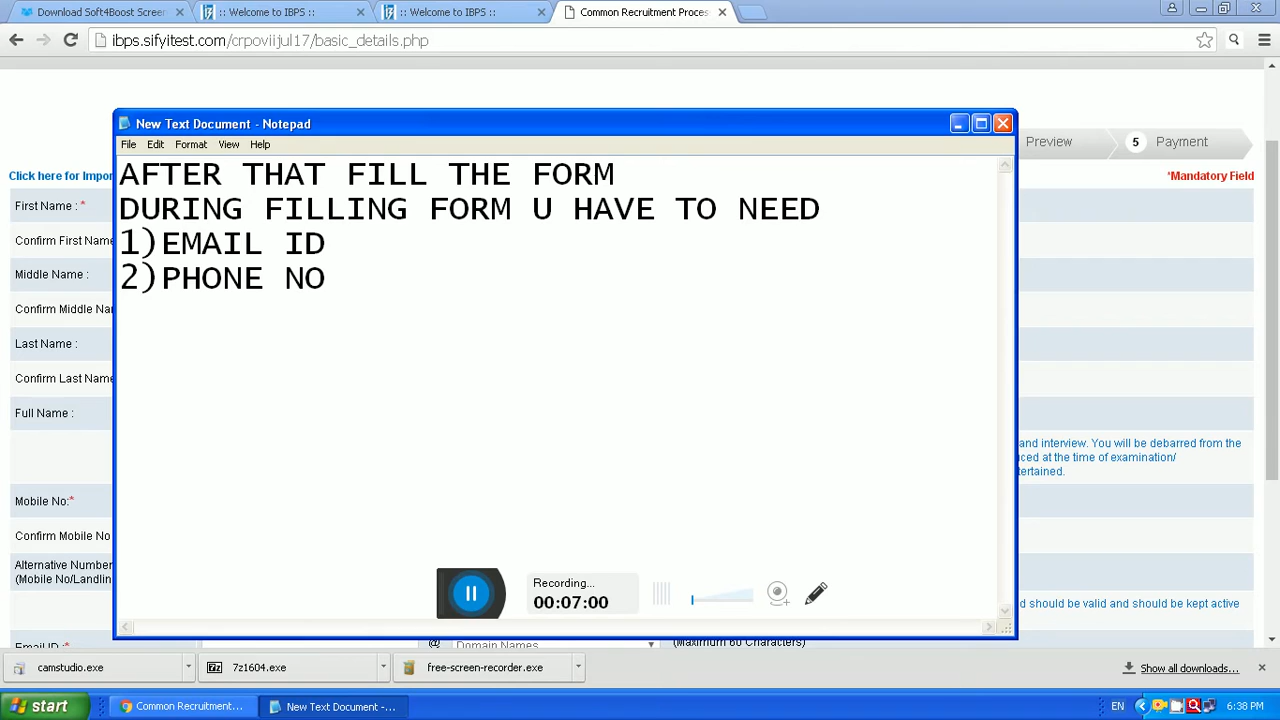 Download Soft4Boost Screen
:: Welcome to IBPS ::
:: Welcome to IBPS ::
Common Recruitment Proces
ibps.sifyitest.com/crpoviijul17/basic_details.php
New Text Document - Notepad
File Edit Format View Help
AFTER THAT FILL THE FORM
DURING FILLING FORM U HAVE TO NEED
1)EMAIL ID
2)PHONE NO
Preview
5 Payment
Click here for Impor
*Mandatory Field
First Name : *
Confirm First Name
Middle Name :
Confirm Middle Nam
Last Name :
Confirm Last Name
Full Name :
and interview. You will be debarred from the
uced at the time of examination/
ertained.
Mobile No:*
Confirm Mobile No
Alternative Number
(Mobile No/Landlin
d should be valid and should be kept active
Email ID
@ Domain Names
(Maximum 60 Characters)
Recording...
00:07:00
camstudio.exe
7z1604.exe
free-screen-recorder.exe
Show all downloads...
start
Common Recruitment...
New Text Document -...
EN
6:38 PM